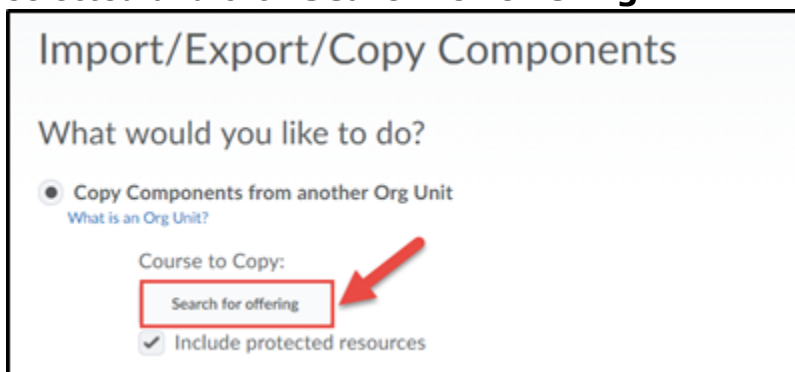 Import/Export/Copy Components
What would you like to do?
Copy Components from another Org Unit
What is an Org Unit?
Course to Copy:
Search for offering
Include protected resources